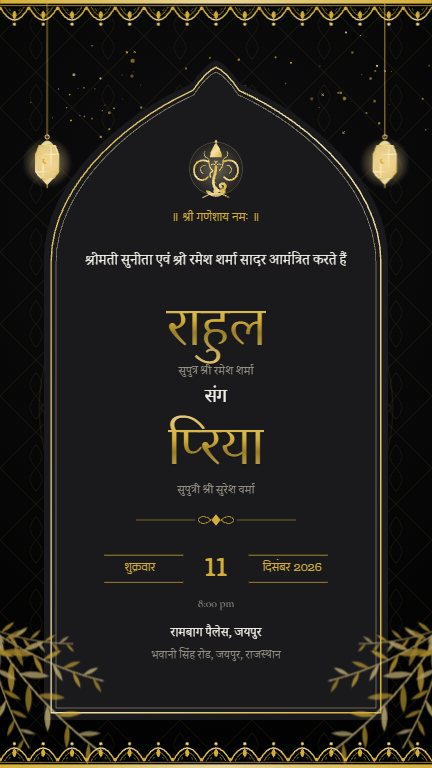 ॥ श्री गणेशाय नमः ॥
श्रीमती सुनीता एवं श्री रमेश शर्मा सादर आमंत्रित करते हैं
राहुल
सुपुत्र श्री रमेश शर्मा
संग
प्रिया
सुपुत्री श्री सुरेश वर्मा
शुक्रवार 11 दिसंबर 2026
8:00 pm
रामबाग पैलेस, जयपुर
भवानी सिंह रोड, जयपुर, राजस्थान